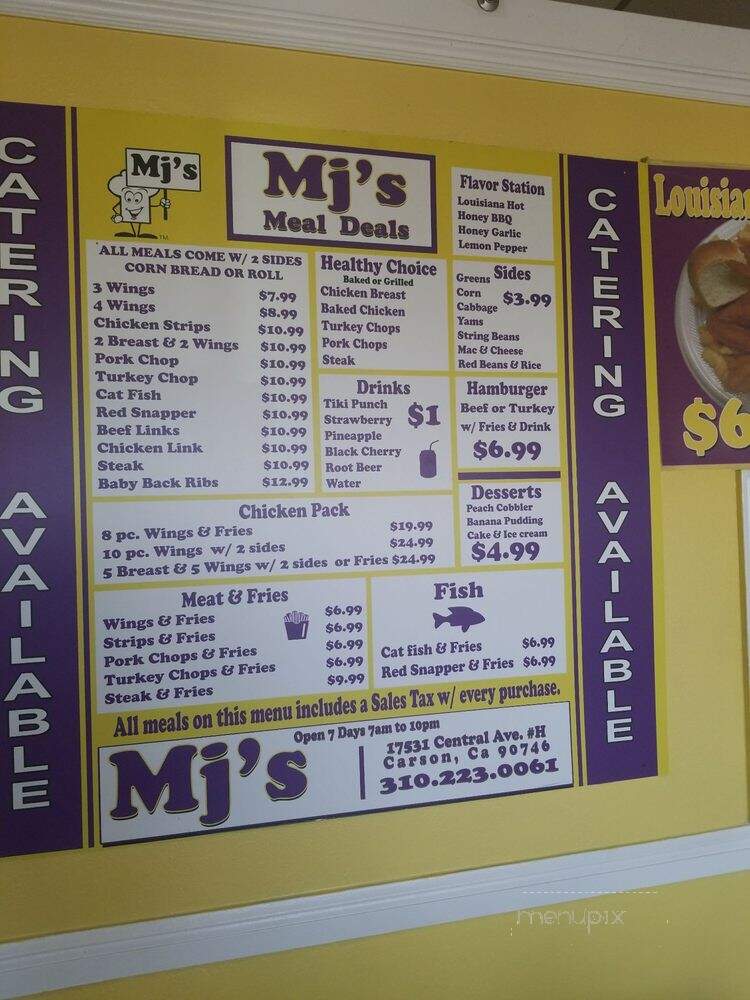 CATERING AVAILABLE
Mj's
TM
Mj's
Meal Deals
ALL MEALS COME W/ 2 SIDES
CORN BREAD OR ROLL
3 Wings $7.99
4 Wings $8.99
Chicken Strips $10.99
2 Breast & 2 Wings $10.99
Pork Chop $10.99
Turkey Chop $10.99
Cat Fish $10.99
Red Snapper $10.99
Beef Links $10.99
Chicken Link $10.99
Steak $10.99
Baby Back Ribs $12.99
Healthy Choice
Baked or Grilled
Chicken Breast
Baked Chicken
Turkey Chops
Pork Chops
Steak
Flavor Station
Louisiana Hot
Honey BBQ
Honey Garlic
Lemon Pepper
Sides
$3.99
Greens
Corn
Cabbage
Yams
String Beans
Mac & Cheese
Red Beans & Rice
Drinks
$1
Tiki Punch
Strawberry
Pineapple
Black Cherry
Root Beer
Water
Hamburger
Beef or Turkey
w/ Fries & Drink
$6.99
Desserts
Peach Cobbler
Banana Pudding
Cake & Ice cream
$4.99
Chicken Pack
8 pc. Wings & Fries $19.99
10 pc. Wings w/ 2 sides $24.99
5 Breast & 5 Wings w/ 2 sides or Fries $24.99
Meat & Fries
Wings & Fries $6.99
Strips & Fries $6.99
Pork Chops & Fries $6.99
Turkey Chops & Fries $6.99
Steak & Fries $9.99
Fish
Cat fish & Fries $6.99
Red Snapper & Fries $6.99
All meals on this menu includes a Sales Tax w/ every purchase.
Open 7 Days 7am to 10pm
Mj's
17531 Central Ave. #H
Carson, Ca 90746
310.223.0061
CATERING AVAILABLE
Louisia
$6
menupix